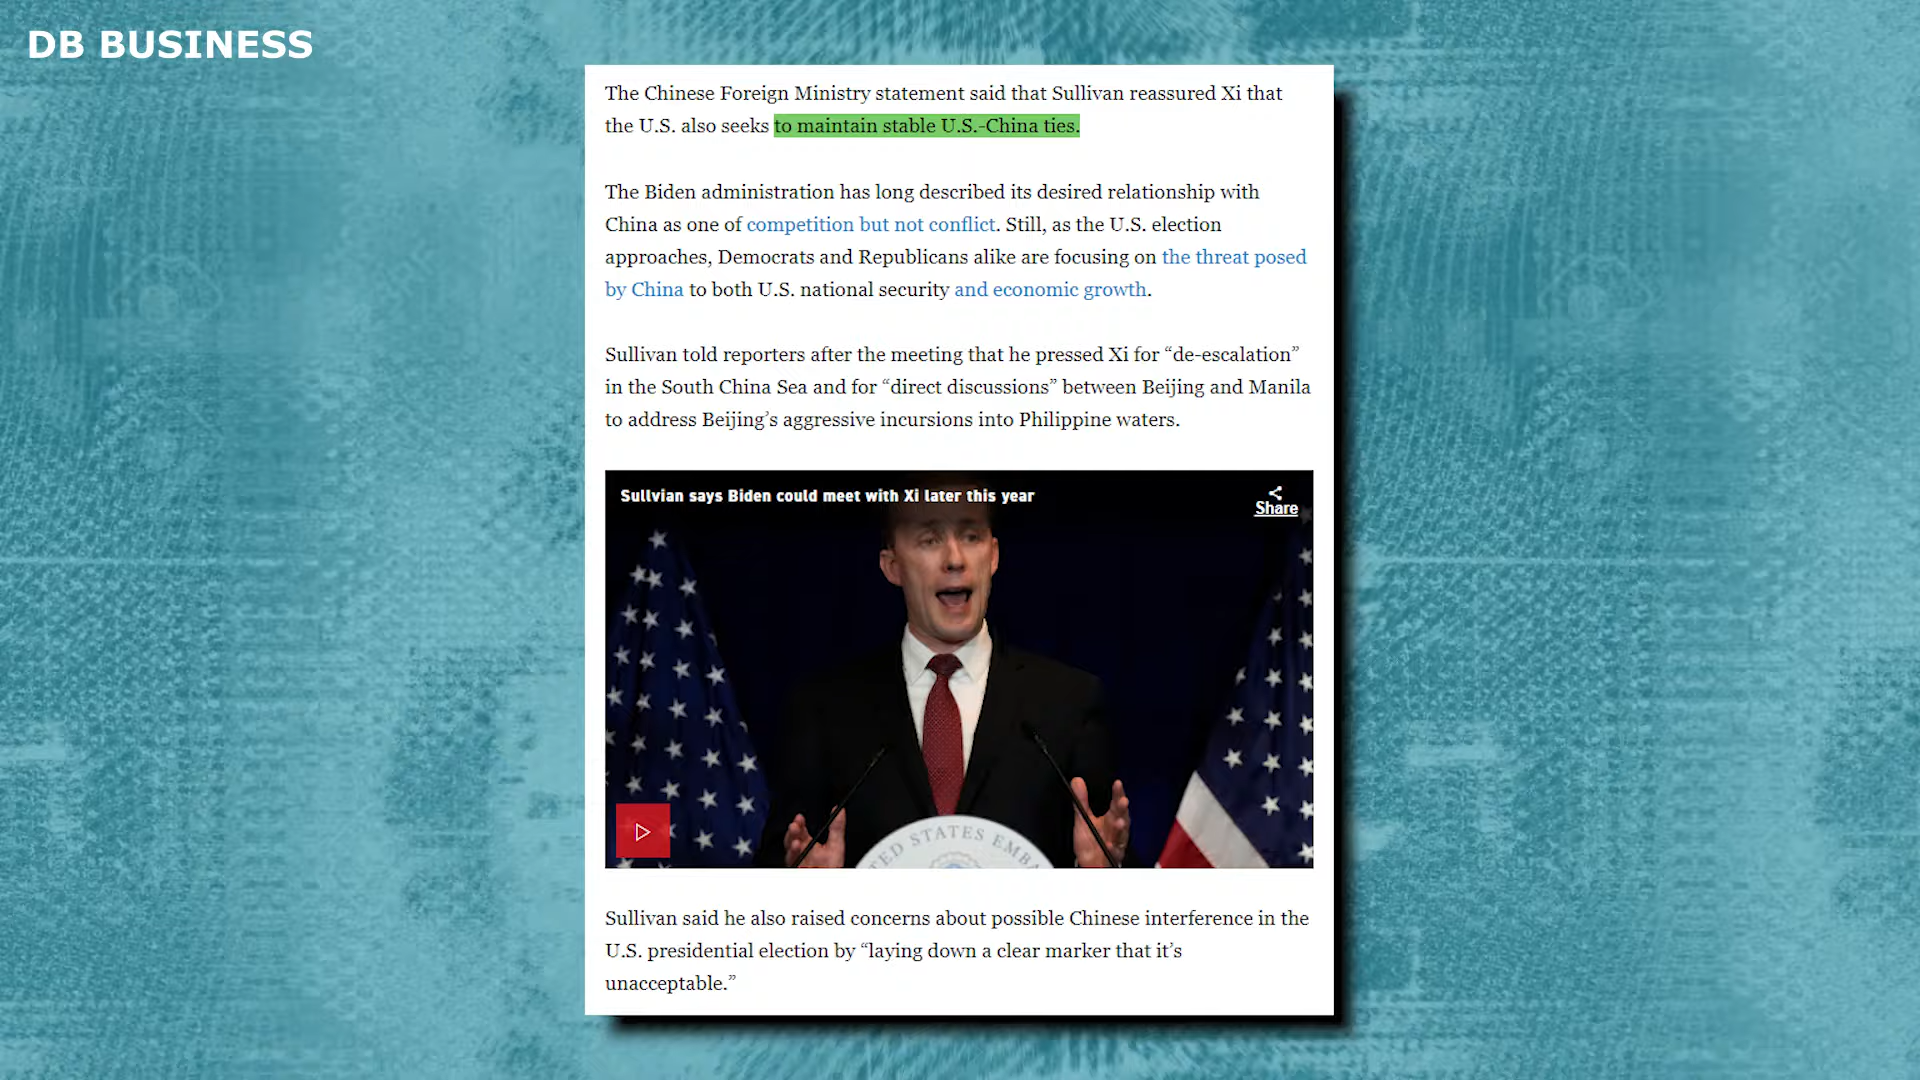 DB BUSINESS
The Chinese Foreign Ministry statement said that Sullivan reassured Xi that
the U.S. also seeks to maintain stable U.S.-China ties.
The Biden administration has long described its desired relationship with
China as one of competition but not conflict. Still, as the U.S. election
approaches, Democrats and Republicans alike are focusing on the threat posed
by China to both U.S. national security and economic growth.
Sullivan told reporters after the meeting that he pressed Xi for “de-escalation”
in the South China Sea and for “direct discussions” between Beijing and Manila
to address Beijing’s aggressive incursions into Philippine waters.
Sullvian says Biden could meet with Xi later this year
Share
STATES
Sullivan said he also raised concerns about possible Chinese interference in the
U.S. presidential election by “laying down a clear marker that it’s
unacceptable.”